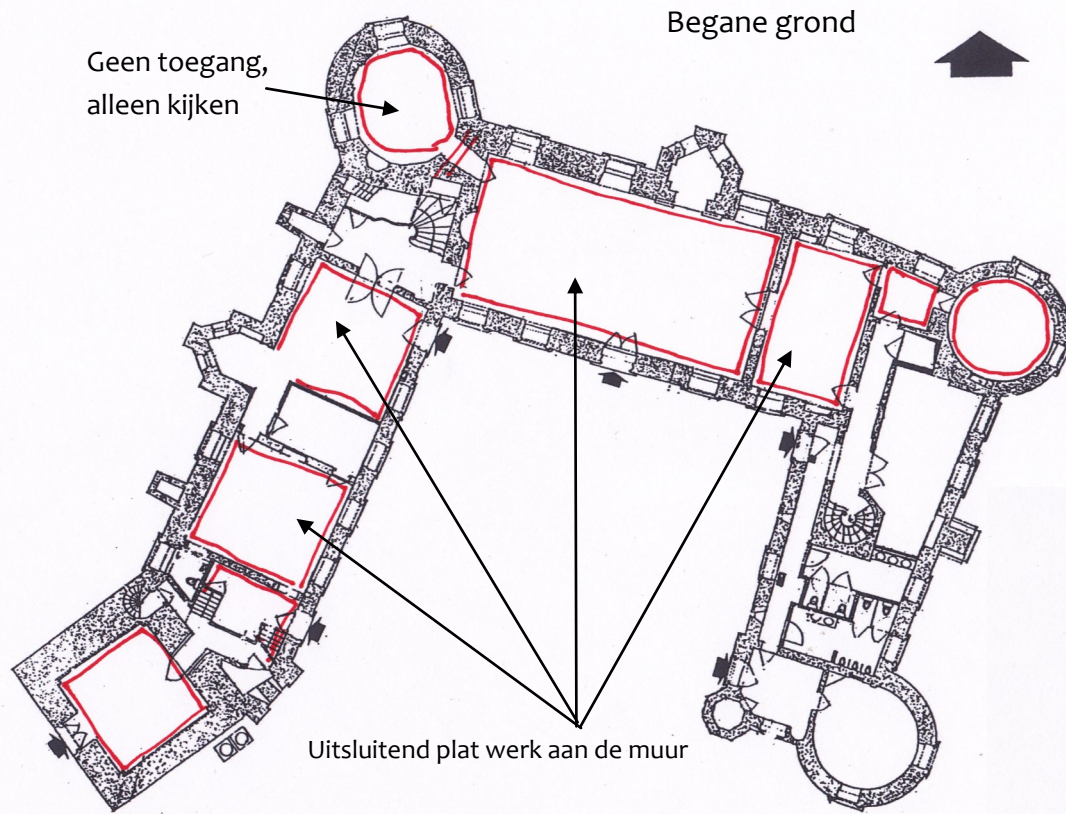 Begane grond
Geen toegang,
alleen kijken
Uitsluitend plat werk aan de muur